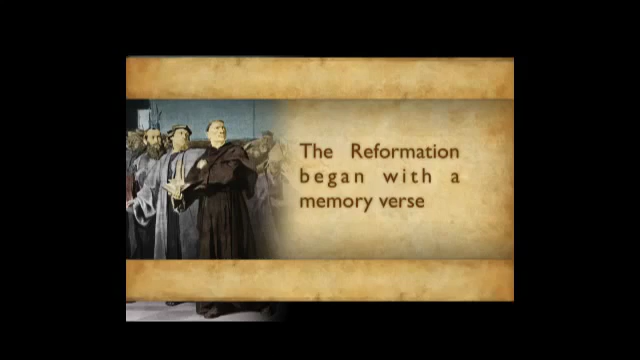 The Reformation
began with a
memory verse